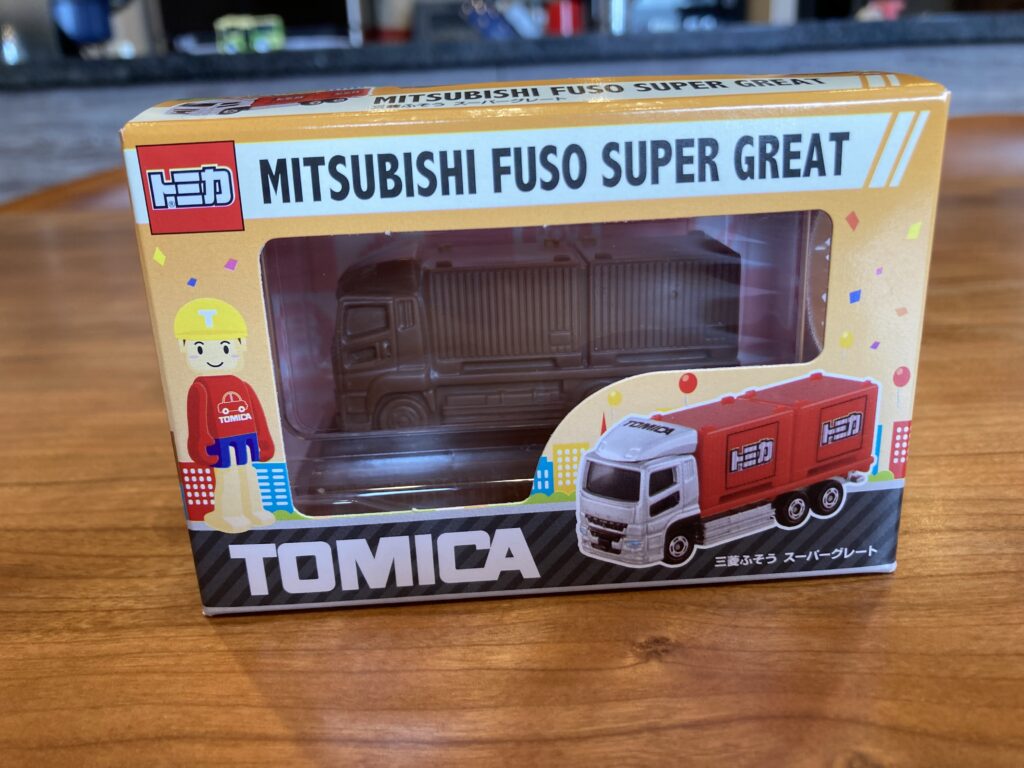 MITSUBISHI FUSO SUPER GREAT
三菱ふそう スーパーグレート
トミカ
MITSUBISHI FUSO SUPER GREAT
T
TOMICA
TOMICA
トミカ
トミカ
TOMICA
三菱ふそう スーパーグレート